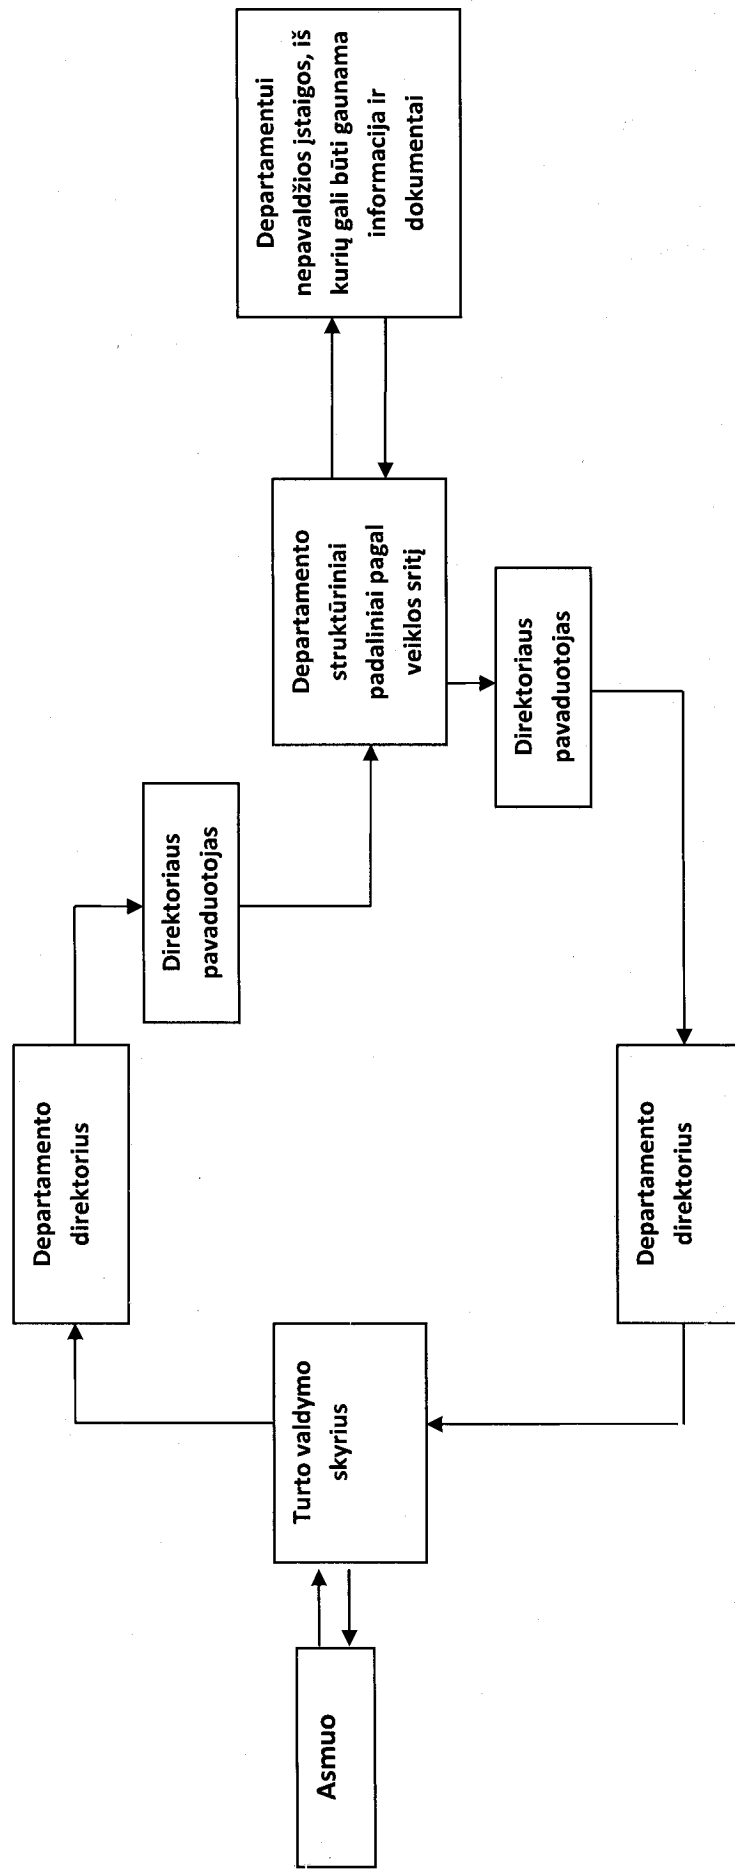 Asmuo
Turto valdymo
skyrius
Departamento
direktorius
Direktoriaus
pavaduotojas
Departamento
struktūriniai
padaliniai pagal
veiklos sritį
Departamentui
nepavaldžios įstaigos, iš
kurių gali būti gaunama
informacija ir
dokumentai
Direktoriaus
pavaduotojas
Departamento
direktorius